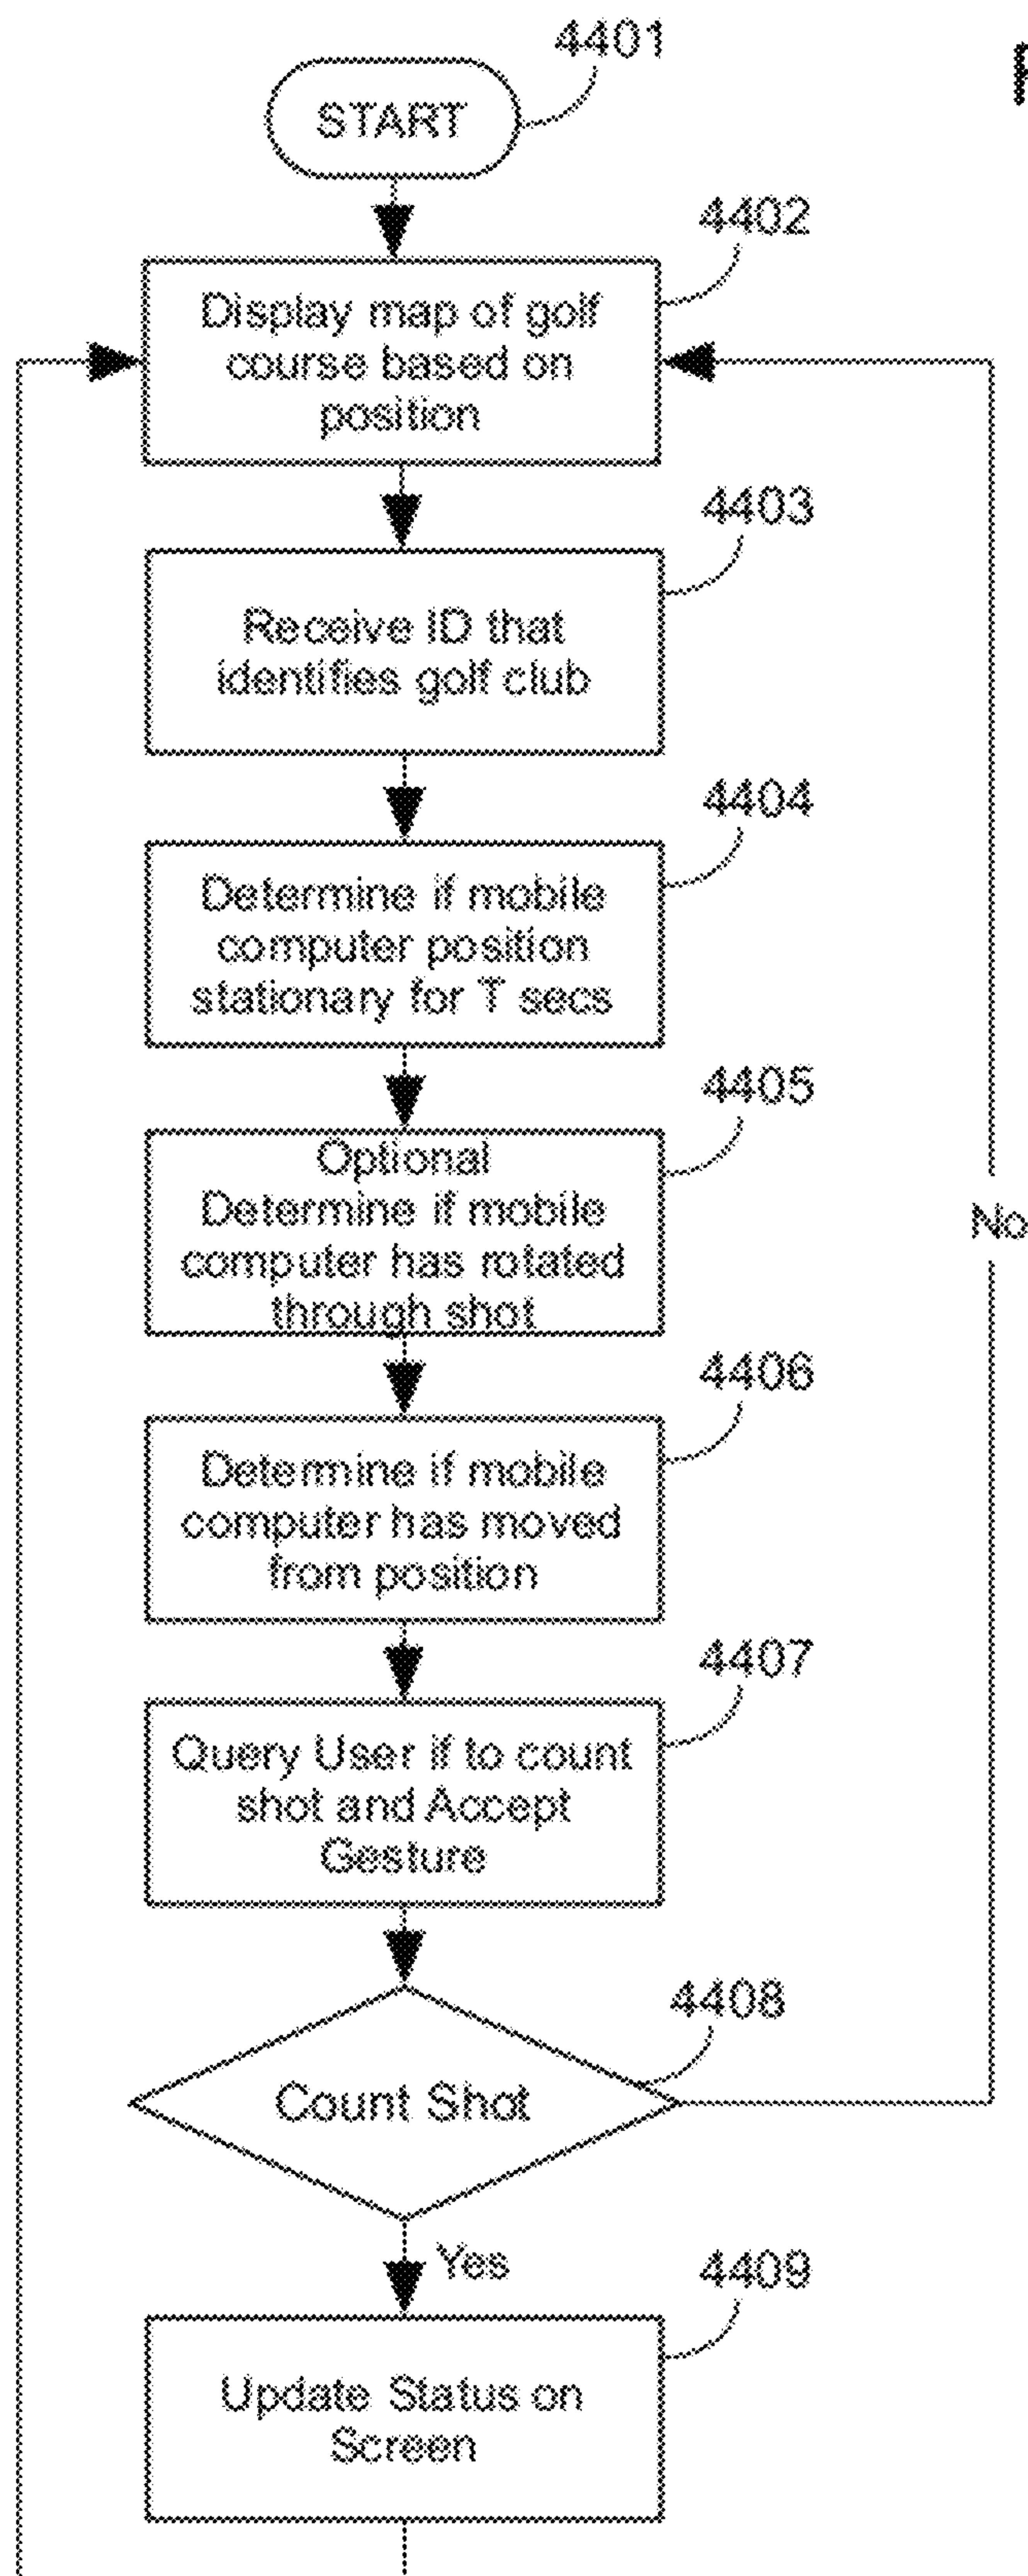 4401
START
4402
Display map of golf
course based on
position
4403
Receive ID that
identifies golf club
4404
Determine if mobile
computer position
stationary for T secs
4405
Optional
Determine if mobile
computer has rotated
through shot
No
4406
Determine if mobile
computer has moved
from position
4407
Query User if to count
shot and Accept
Gesture
4408
Count Shot
Yes
4409
Update Status on
Screen